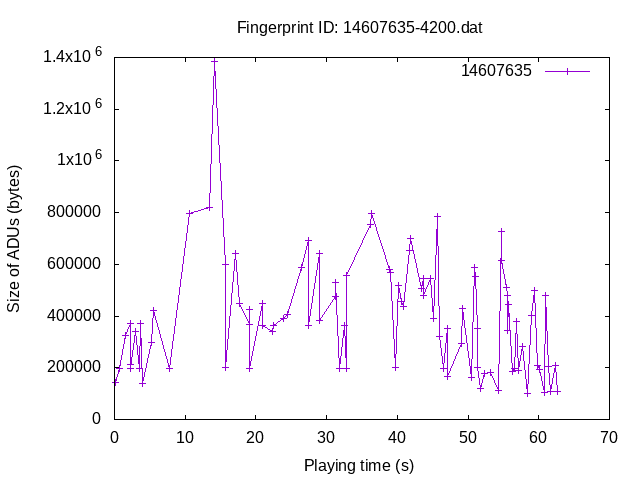 Fingerprint ID: 14607635-4200.dat
14607635
1.4x10^6
1.2x10^6
1x10^6
800000
600000
400000
200000
0
Size of ADUs (bytes)
0 10 20 30 40 50 60 70
Playing time (s)